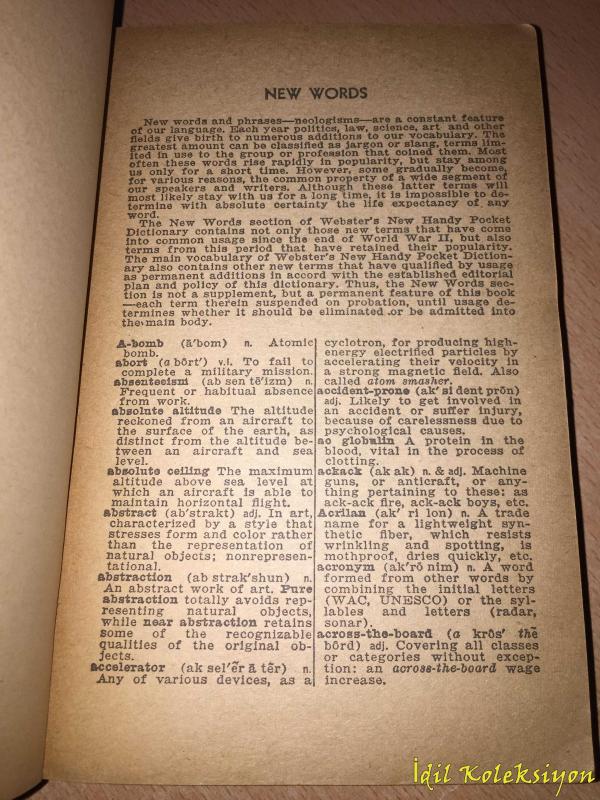 NEW WORDS
New words and phrases—neologisms—are a constant feature
of our language. Each year politics, law, science, art and other
fields give birth to numerous additions to our vocabulary. The
greatest amount can be classified as jargon or slang, terms lim-
ited in use to the group or profession that coined them. Most
often these words rise rapidly in popularity, but stay among
us only for a short time. However, some gradually become,
for various reasons, the common property of a wide segment of
our speakers and writers. Although these latter terms will
most likely stay with us for a long time, it is impossible to de-
termine with absolute certainty the life expectancy of any
word.
The New Words section of Webster's New Handy Pocket
Dictionary contains not only those new terms that have come
into common usage since the end of World War II, but also
terms from this period that have retained their popularity.
The main vocabulary of Webster's New Handy Pocket Diction-
ary also contains other new terms that have qualified by usage
as permanent additions in accord with the established editorial
plan and policy of this dictionary. Thus, the New Words sec-
tion is not a supplement, but a permanent feature of this book
—each term therein suspended on probation, until usage de-
termines whether it should be eliminated or be admitted into
the main body.
A-bomb (ā'bom) n. Atomic
bomb.
abort (a bôrt') v.i. To fail to
complete a military mission.
absenteeism (ab sen tē'izm) n.
Frequent or habitual absence
from work.
absolute altitude The altitude
reckoned from an aircraft to
the surface of the earth, as
distinct from the altitude be-
tween an aircraft and sea
level.
absolute ceiling The maximum
altitude above sea level at
which an aircraft is able to
maintain horizontal flight.
abstract (ab'strakt) adj. In art,
characterized by a style that
stresses form and color rather
than the representation of
natural objects; nonrepresen-
tational.
abstraction (ab strak'shun) n.
An abstract work of art. Pure
abstraction totally avoids rep-
resenting natural objects,
while near abstraction retains
some of the recognizable
qualities of the original ob-
jects.
accelerator (ak sel'ẽr ā tẽr) n.
Any of various devices, as a
cyclotron, for producing high-
energy electrified particles by
accelerating their velocity in
a strong magnetic field. Also
called atom smasher.
accident-prone (ak'si dent prōn)
adj. Likely to get involved in
an accident or suffer injury,
because of carelessness due to
psychological causes.
ac globulin A protein in the
blood, vital in the process of
clotting.
ackack (ak ak) n. & adj. Machine
guns, or anticraft, or any-
thing pertaining to these: as
ack-ack fire, ack-ack boys, etc.
Acrilan (ak' ri lon) n. A trade
name for a lightweight syn-
thetic fiber, which resists
wrinkling and spotting, is
mothproof, dries quickly, etc.
acronym (ak'rō nim) n. A word
formed from other words by
combining the initial letters
(WAC, UNESCO) or the syl-
lables and letters (radar,
sonar).
across-the-board (a krôs' thē
bōrd) adj. Covering all classes
or categories without excep-
tion: an across-the-board wage
increase.
İdil Koleksiyon